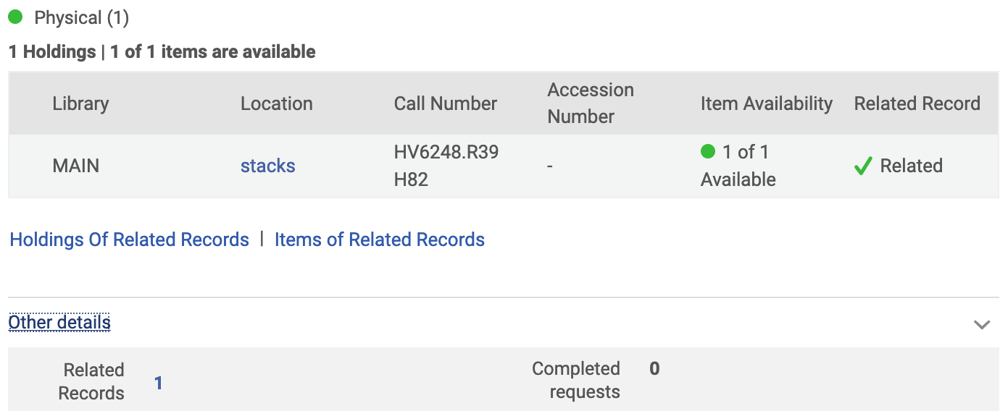 Physical (1)
1 Holdings | 1 of 1 items are available
Library Location Call Number Accession Number Item Availability Related Record
MAIN stacks HV6248.R39 H82 - 1 of 1 Available Related
Holdings Of Related Records | Items of Related Records
Other details
Related Records 1 Completed requests 0